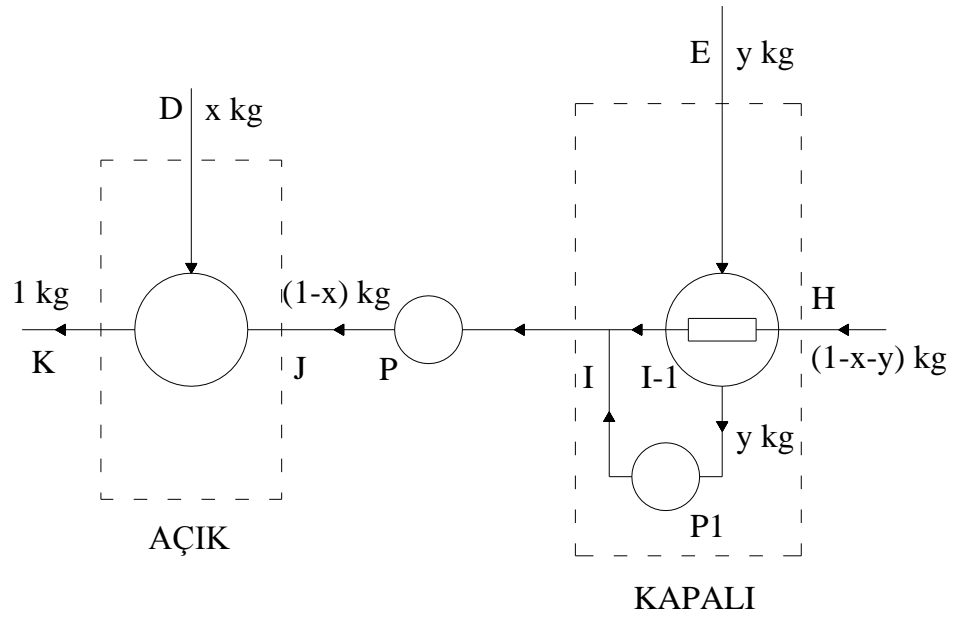 E y kg
D x kg
1 kg
(1-x) kg
H
K
J
P
I
I-1
(1-x-y) kg
y kg
P1
AÇIK
KAPALI